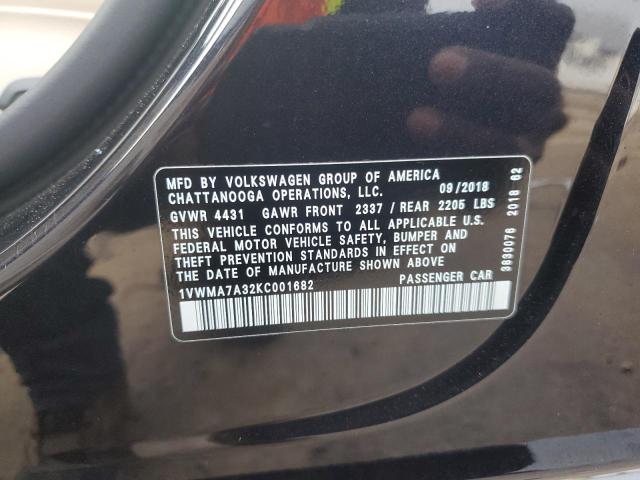 MFD BY VOLKSWAGEN GROUP OF AMERICA
CHATTANOOGA OPERATIONS, LLC. 09/2018
GVWR 4431 GAWR FRONT 2337 / REAR 2205 LBS
THIS VEHICLE CONFORMS TO ALL APPLICABLE U.S.
FEDERAL MOTOR VEHICLE SAFETY, BUMPER AND
THEFT PREVENTION STANDARDS IN EFFECT ON
THE DATE OF MANUFACTURE SHOWN ABOVE
1VWMA7A32KC001682 PASSENGER CAR
3830076 2018 82